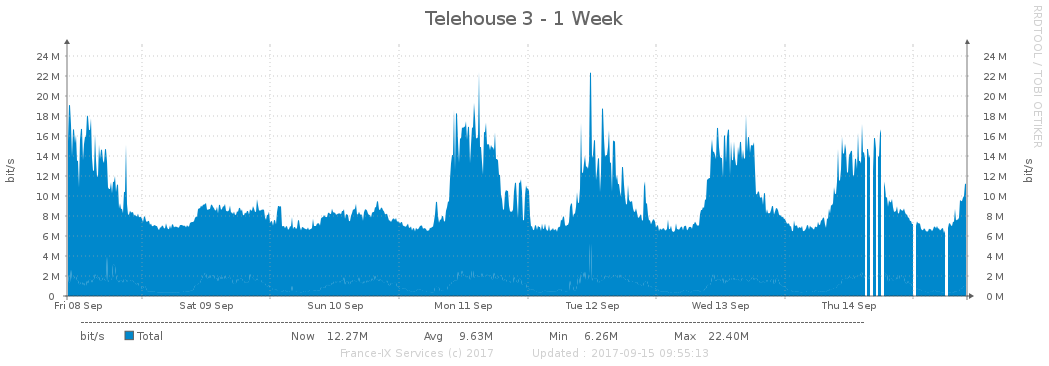 Telehouse 3 - 1 Week
RRDTOOL / TOBI OETIKER
bit/s
24 M 24 M
22 M 22 M
20 M 20 M
18 M 18 M
16 M 16 M
14 M 14 M
12 M 12 M
10 M 10 M
8 M 8 M
6 M 6 M
4 M 4 M
2 M 2 M
0 0 M
bit/s
Fri 08 Sep Sat 09 Sep Sun 10 Sep Mon 11 Sep Tue 12 Sep Wed 13 Sep Thu 14 Sep
bit/s Total Now 12.27M Avg 9.63M Min 6.26M Max 22.40M
France-IX Services (c) 2017 Updated : 2017-09-15 09:55:13